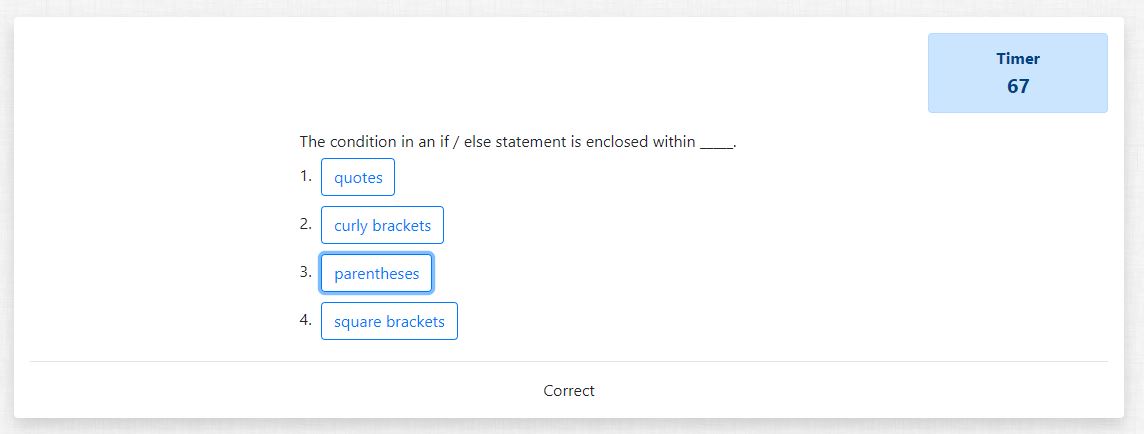 Timer
67
The condition in an if / else statement is enclosed within _____.
1. quotes
2. curly brackets
3. parentheses
4. square brackets
Correct